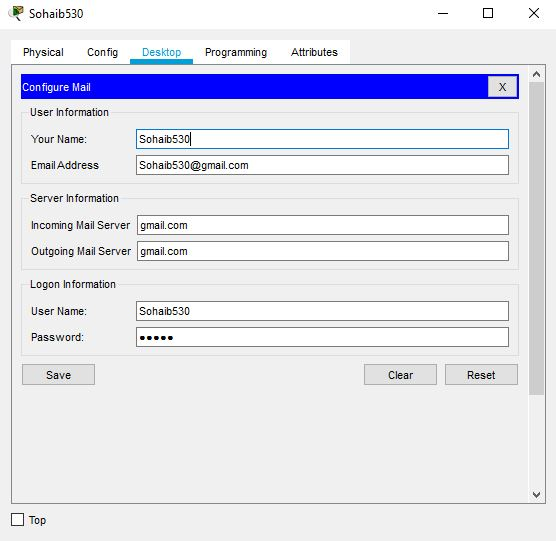 Sohaib530
Physical Config Desktop Programming Attributes
Configure Mail X
User Information
Your Name: Sohaib530
Email Address Sohaib530@gmail.com
Server Information
Incoming Mail Server gmail.com
Outgoing Mail Server gmail.com
Logon Information
User Name: Sohaib530
Password: •••••
Save Clear Reset
Top